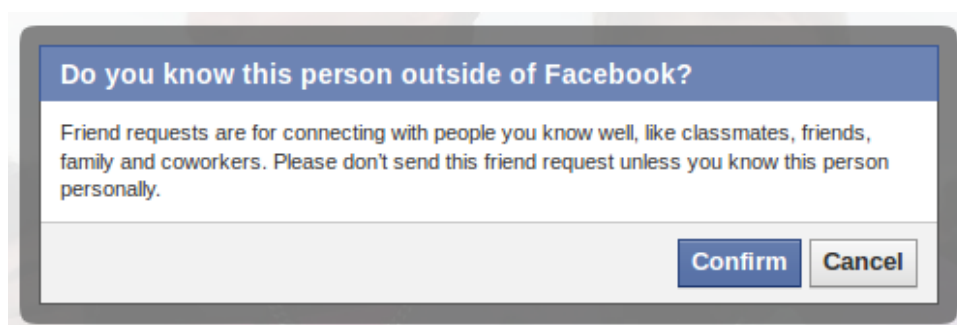 Do you know this person outside of Facebook?
Friend requests are for connecting with people you know well, like classmates, friends,
family and coworkers. Please don't send this friend request unless you know this person
personally.
Confirm Cancel